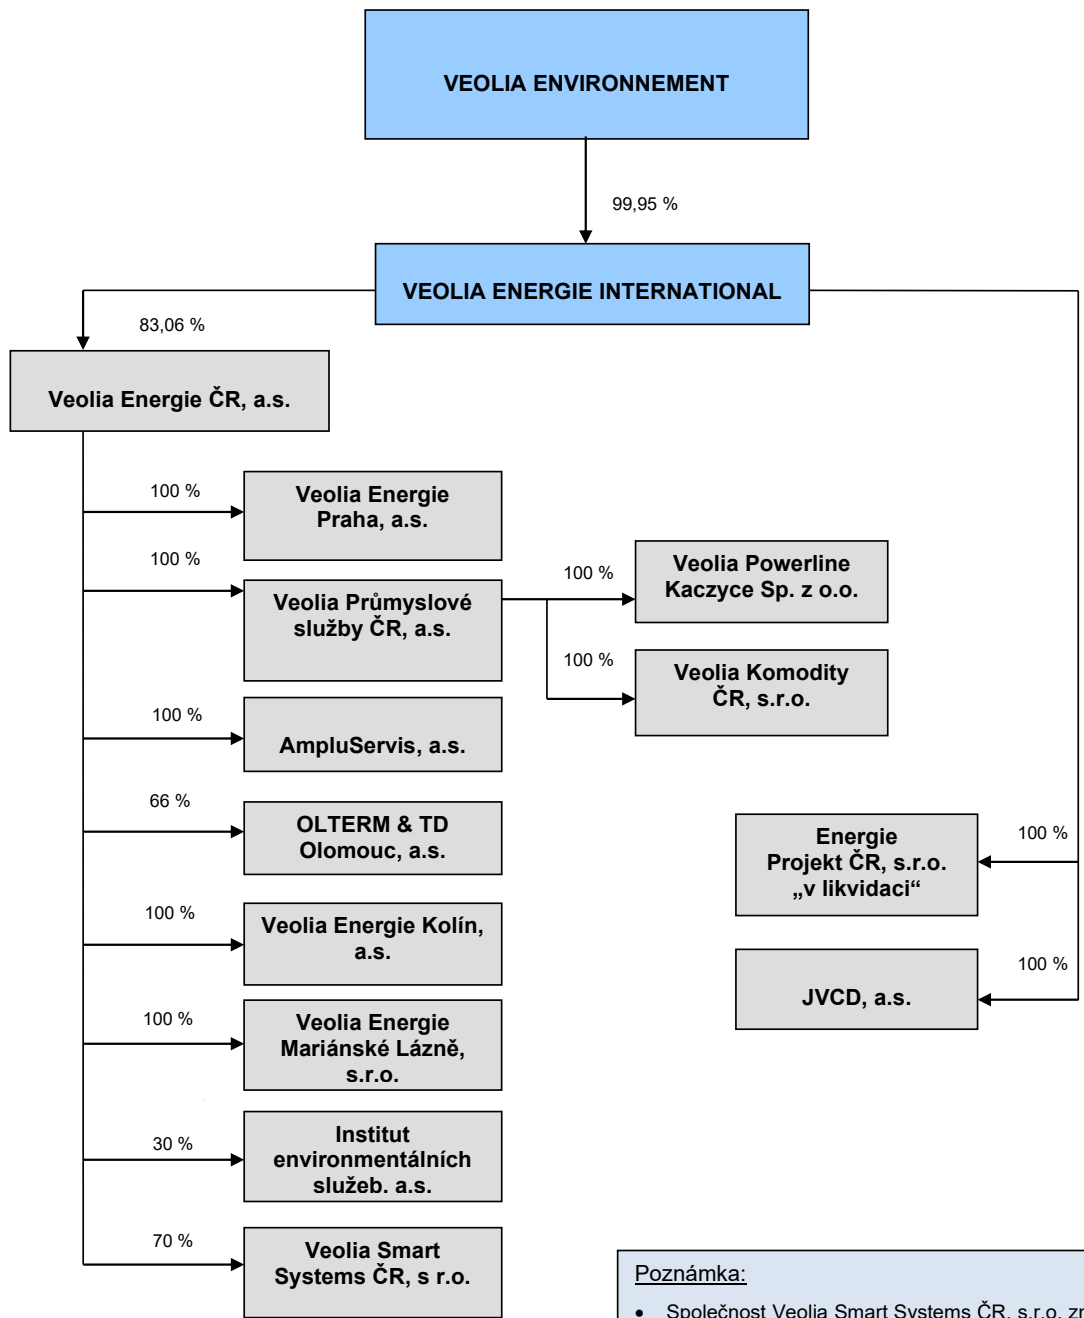 VEOLIA ENVIRONNEMENT
99,95 %
VEOLIA ENERGIE INTERNATIONAL
83,06 %
Veolia Energie ČR, a.s.
100 %
Veolia Energie
Praha, a.s.
100 %
Veolia Průmyslové
služby ČR, a.s.
100 %
Veolia Powerline
Kaczyce Sp. z o.o.
100 %
Veolia Komodity
ČR, s.r.o.
100 %
AmpluServis, a.s.
66 %
OLTERM & TD
Olomouc, a.s.
Energie
Projekt ČR, s.r.o.
„v likvidaci“
100 %
100 %
Veolia Energie Kolín,
a.s.
JVCD, a.s.
100 %
100 %
Veolia Energie
Mariánské Lázně,
s.r.o.
30 %
Institut
environmentálních
služeb. a.s.
70 %
Veolia Smart
Systems ČR, s r.o.
Poznámka:
• Společnost Veolia Smart Systems ČR, s.r.o. zr